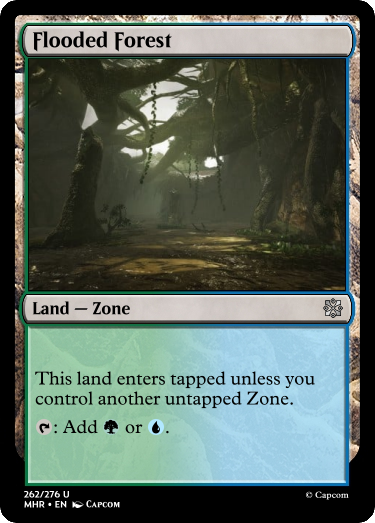 Flooded Forest
Land — Zone
This land enters tapped unless you
control another untapped Zone.
: Add or .
262/276 U
MHR • EN Capcom
© Capcom